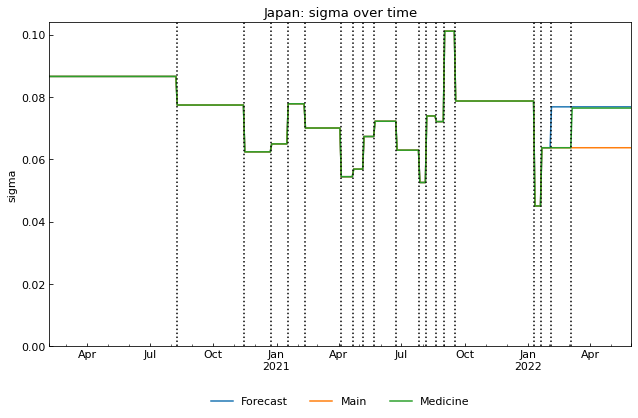 Japan: sigma over time
0.10
0.08
0.06
0.04
0.02
0.00
sigma
Apr Jul Oct Jan Apr Jul Oct Jan Apr
2021 2022
Forecast Main Medicine